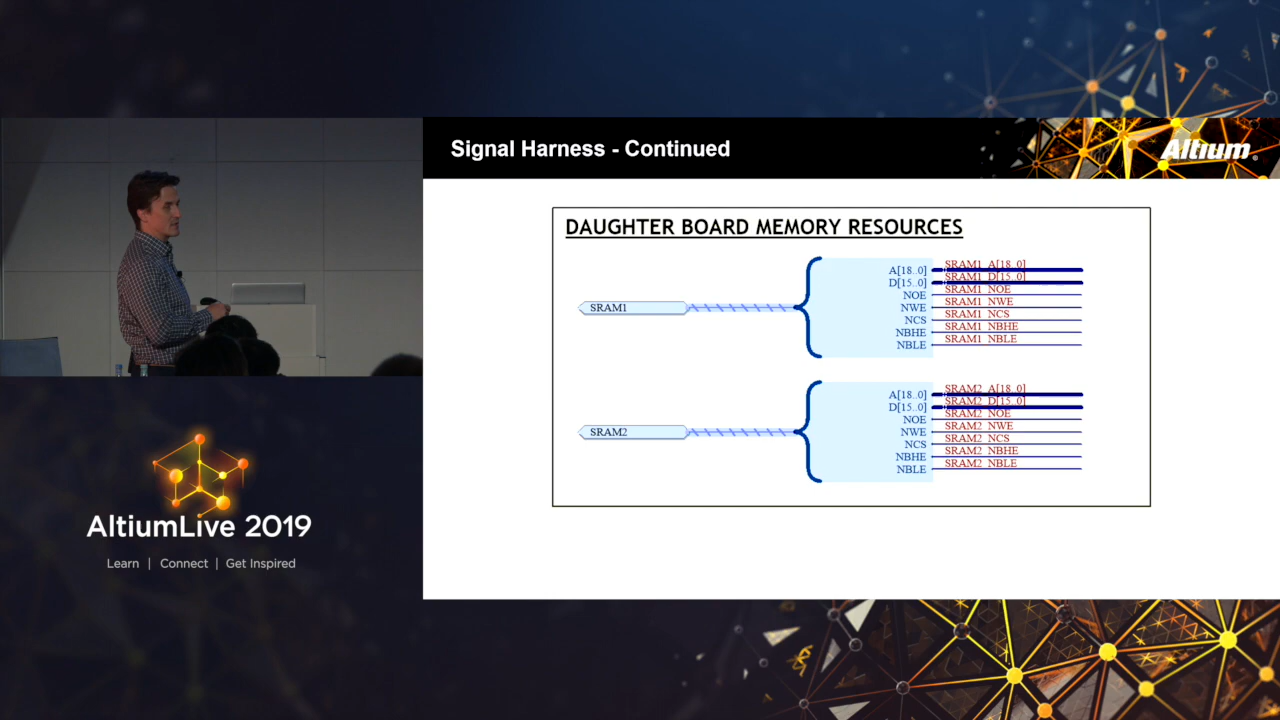 Signal Harness - Continued
Altium
DAUGHTER BOARD MEMORY RESOURCES
SRAM1
A[18..0]
D[15..0]
NOE
NWE
NCS
NBHE
NBLE
SRAM1_A[18..0]
SRAM1_D[15..0]
SRAM1_NOE
SRAM1_NWE
SRAM1_NCS
SRAM1_NBHE
SRAM1_NBLE
SRAM2
A[18..0]
D[15..0]
NOE
NWE
NCS
NBHE
NBLE
SRAM2_A[18..0]
SRAM2_D[15..0]
SRAM2_NOE
SRAM2_NWE
SRAM2_NCS
SRAM2_NBHE
SRAM2_NBLE
AltiumLive 2019
Learn | Connect | Get Inspired